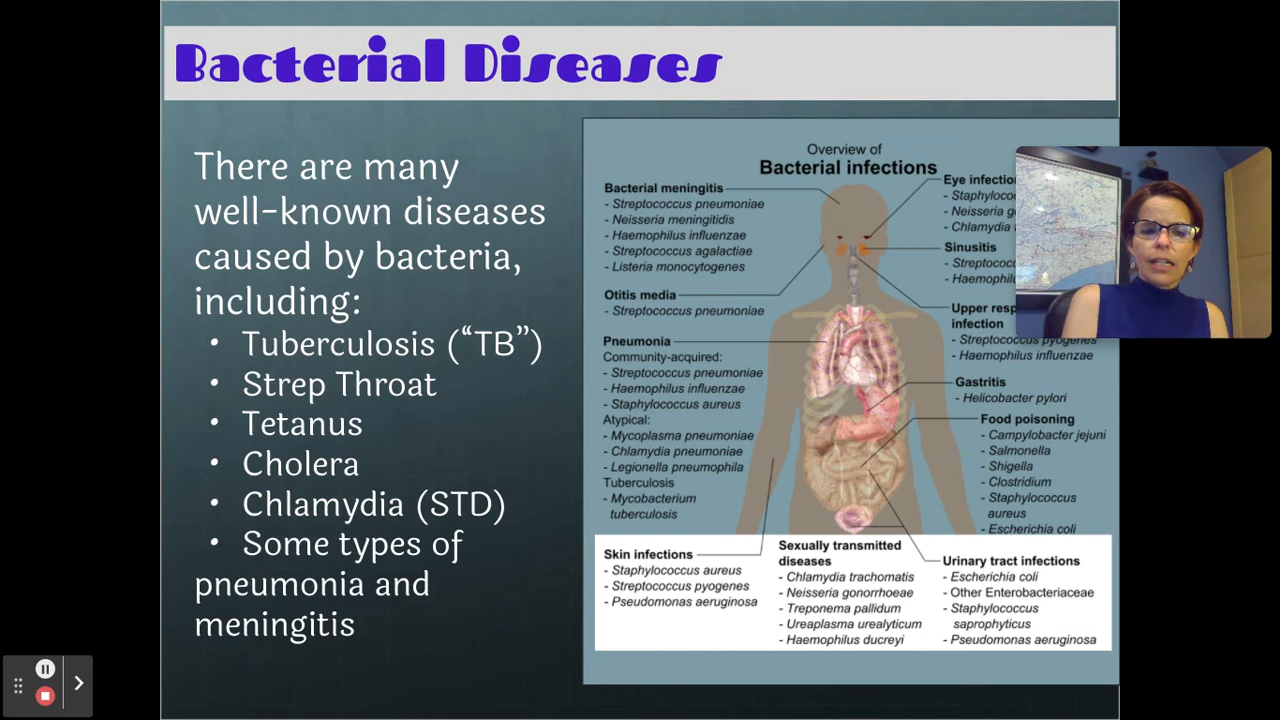 Bacterial Diseases
There are many
well-known diseases
caused by bacteria,
including:
• Tuberculosis (“TB”)
• Strep Throat
• Tetanus
• Cholera
• Chlamydia (STD)
• Some types of
pneumonia and
meningitis
Overview of
Bacterial infections
Bacterial meningitis
- Streptococcus pneumoniae
- Neisseria meningitidis
- Haemophilus influenzae
- Streptococcus agalactiae
- Listeria monocytogenes
Otitis media
- Streptococcus pneumoniae
Pneumonia
Community-acquired:
- Streptococcus pneumoniae
- Haemophilus influenzae
- Staphylococcus aureus
Atypical:
- Mycoplasma pneumoniae
- Chlamydia pneumoniae
- Legionella pneumophila
Tuberculosis
- Mycobacterium
tuberculosis
Eye
-
- Neisseria
- Chlamydia
Sinusitis
-
-
Upper
infection
- Streptococcus pyogenes
- Haemophilus influenzae
Gastritis
- Helicobacter pylori
Food poisoning
- Campylobacter jejuni
- Salmonella
- Shigella
- Clostridium
- Staphylococcus
aureus
- Escherichia coli
Skin infections
- Staphylococcus aureus
- Streptococcus pyogenes
- Pseudomonas aeruginosa
Sexually transmitted
diseases
- Chlamydia trachomatis
- Neisseria gonorrhoeae
- Treponema pallidum
- Ureaplasma urealyticum
- Haemophilus ducreyi
Urinary tract infections
- Escherichia coli
- Other Enterobacteriaceae
- Staphylococcus
saprophyticus
- Pseudomonas aeruginosa